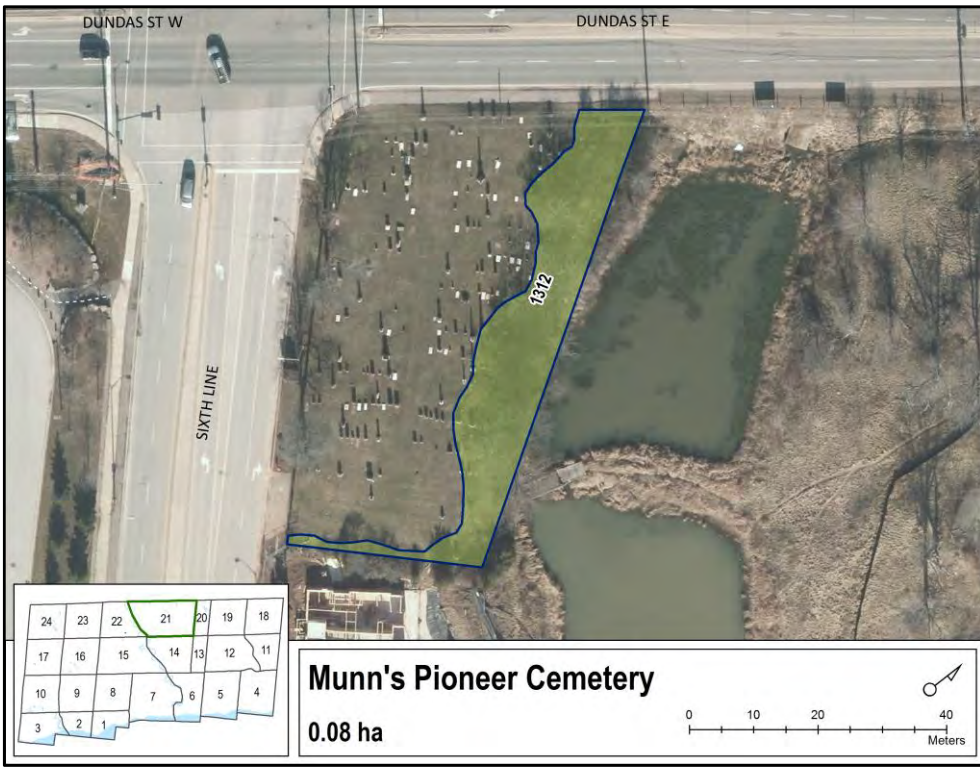 DUNDAS ST W
DUNDAS ST E
1312
SIXTH LINE
24 23 22 21 20 19 18
17 16 15 14 13 12 11
10 9 8 7 6 5 4
3 2 1
Munn's Pioneer Cemetery
0.08 ha
0 10 20 40
Meters